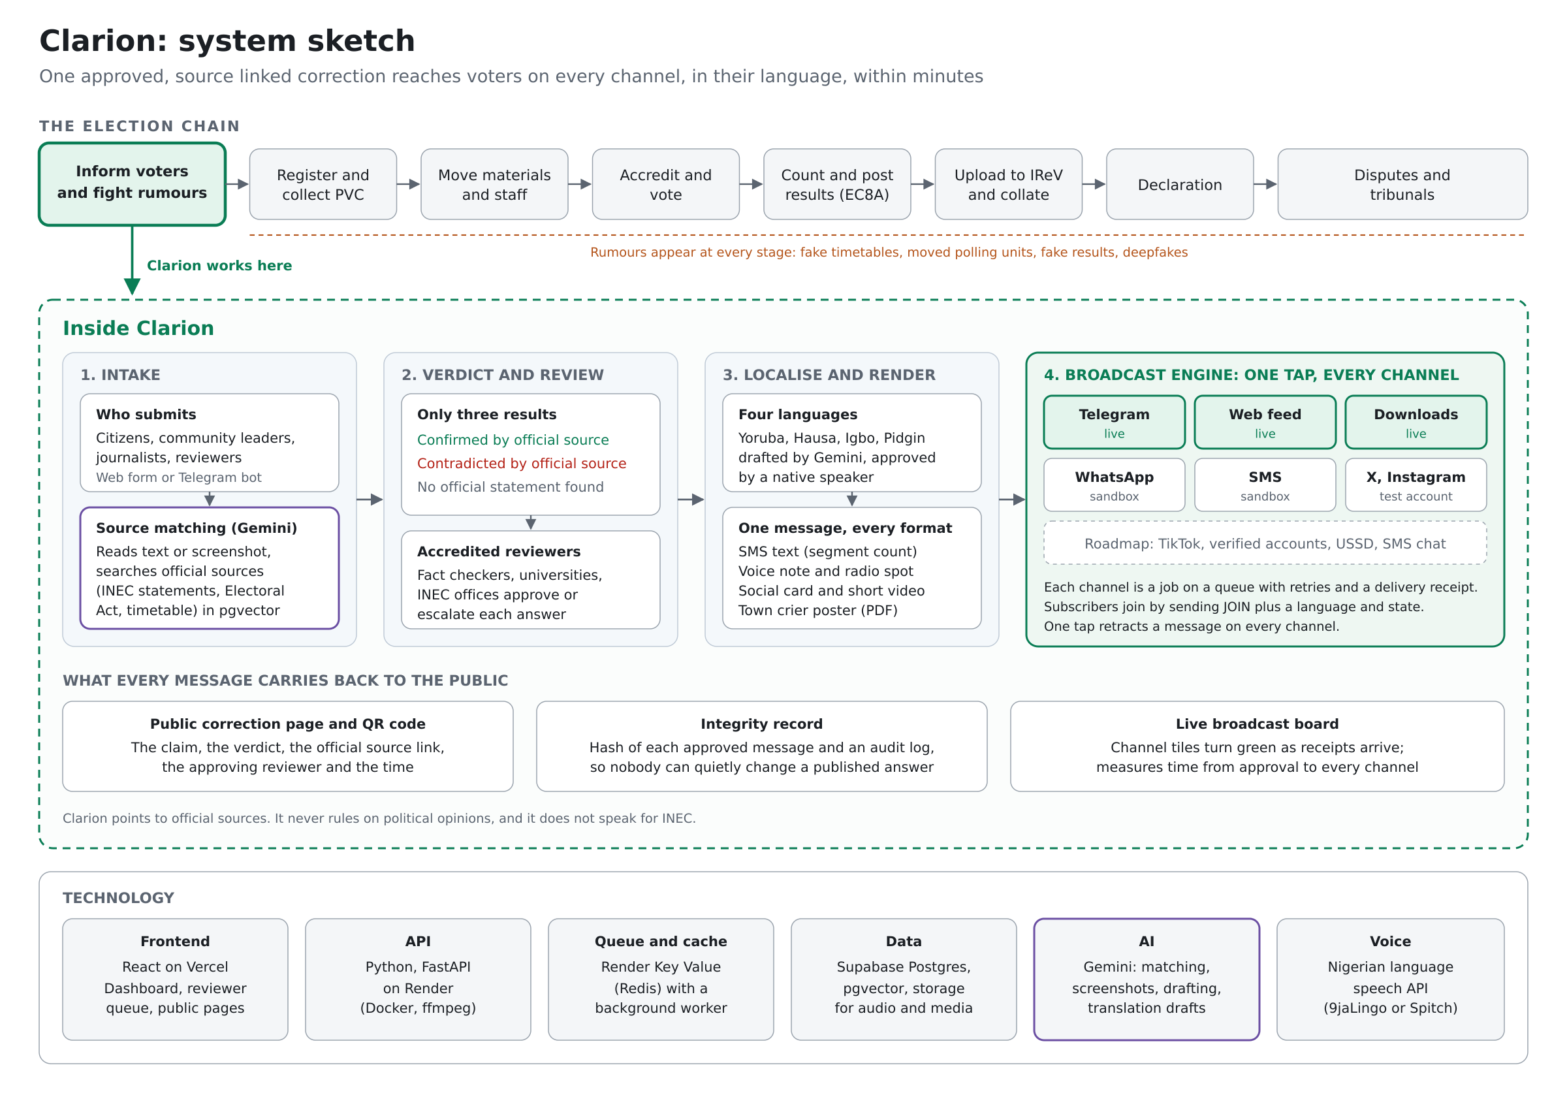 Clarion: system sketch
One approved, source linked correction reaches voters on every channel, in their language, within minutes
THE ELECTION CHAIN
Inform voters
and fight rumours
Register and
collect PVC
Move materials
and staff
Accredit and
vote
Count and post
results (EC8A)
Upload to IReV
and collate
Declaration
Disputes and
tribunals
Rumours appear at every stage: fake timetables, moved polling units, fake results, deepfakes
Clarion works here
Inside Clarion
1. INTAKE
Who submits
Citizens, community leaders,
journalists, reviewers
Web form or Telegram bot
Source matching (Gemini)
Reads text or screenshot,
searches official sources
(INEC statements, Electoral
Act, timetable) in pgvector
2. VERDICT AND REVIEW
Only three results
Confirmed by official source
Contradicted by official source
No official statement found
Accredited reviewers
Fact checkers, universities,
INEC offices approve or
escalate each answer
3. LOCALISE AND RENDER
Four languages
Yoruba, Hausa, Igbo, Pidgin
drafted by Gemini, approved
by a native speaker
One message, every format
SMS text (segment count)
Voice note and radio spot
Social card and short video
Town crier poster (PDF)
4. BROADCAST ENGINE: ONE TAP, EVERY CHANNEL
Telegram
live
Web feed
live
Downloads
live
WhatsApp
sandbox
SMS
sandbox
X, Instagram
test account
Roadmap: TikTok, verified accounts, USSD, SMS chat
Each channel is a job on a queue with retries and a delivery receipt.
Subscribers join by sending JOIN plus a language and state.
One tap retracts a message on every channel.
WHAT EVERY MESSAGE CARRIES BACK TO THE PUBLIC
Public correction page and QR code
The claim, the verdict, the official source link,
the approving reviewer and the time
Integrity record
Hash of each approved message and an audit log,
so nobody can quietly change a published answer
Live broadcast board
Channel tiles turn green as receipts arrive;
measures time from approval to every channel
Clarion points to official sources. It never rules on political opinions, and it does not speak for INEC.
TECHNOLOGY
Frontend
React on Vercel
Dashboard, reviewer
queue, public pages
API
Python, FastAPI
on Render
(Docker, ffmpeg)
Queue and cache
Render Key Value
(Redis) with a
background worker
Data
Supabase Postgres,
pgvector, storage
for audio and media
AI
Gemini: matching,
screenshots, drafting,
translation drafts
Voice
Nigerian language
speech API
(9jaLingo or Spitch)